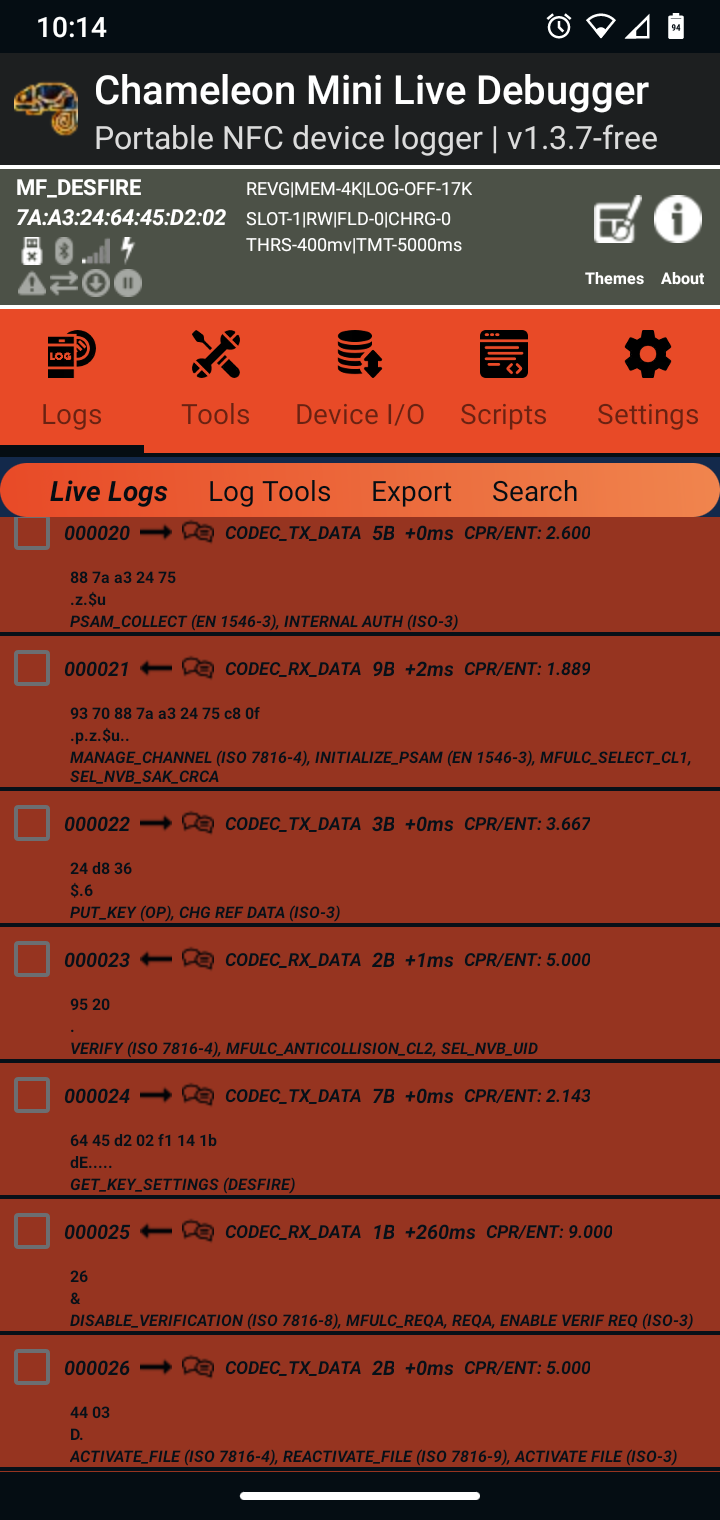 10:14
94
Chameleon Mini Live Debugger
Portable NFC device logger | v1.3.7-free
MF_DESFIRE
REVG|MEM-4K|LOG-OFF-17K
7A:A3:24:64:45:D2:02
SLOT-1|RW|FLD-0|CHRG-0
THRS-400mv|TMT-5000ms
Themes About
LOG
Logs Tools Device I/O Scripts Settings
Live Logs Log Tools Export Search
000020 CODEC_TX_DATA 5B +0ms CPR/ENT: 2.600
88 7a a3 24 75
.z.$u
PSAM_COLLECT (EN 1546-3), INTERNAL AUTH (ISO-3)
000021 CODEC_RX_DATA 9B +2ms CPR/ENT: 1.889
93 70 88 7a a3 24 75 c8 0f
.p.z.$u..
MANAGE_CHANNEL (ISO 7816-4), INITIALIZE_PSAM (EN 1546-3), MFULC_SELECT_CL1,
SEL_NVB_SAK_CRCA
000022 CODEC_TX_DATA 3B +0ms CPR/ENT: 3.667
24 d8 36
$.6
PUT_KEY (OP), CHG REF DATA (ISO-3)
000023 CODEC_RX_DATA 2B +1ms CPR/ENT: 5.000
95 20
.
VERIFY (ISO 7816-4), MFULC_ANTICOLLISION_CL2, SEL_NVB_UID
000024 CODEC_TX_DATA 7B +0ms CPR/ENT: 2.143
64 45 d2 02 f1 14 1b
dE.....
GET_KEY_SETTINGS (DESFIRE)
000025 CODEC_RX_DATA 1B +260ms CPR/ENT: 9.000
26
&
DISABLE_VERIFICATION (ISO 7816-8), MFULC_REQA, REQA, ENABLE VERIF REQ (ISO-3)
000026 CODEC_TX_DATA 2B +0ms CPR/ENT: 5.000
44 03
D.
ACTIVATE_FILE (ISO 7816-4), REACTIVATE_FILE (ISO 7816-9), ACTIVATE FILE (ISO-3)